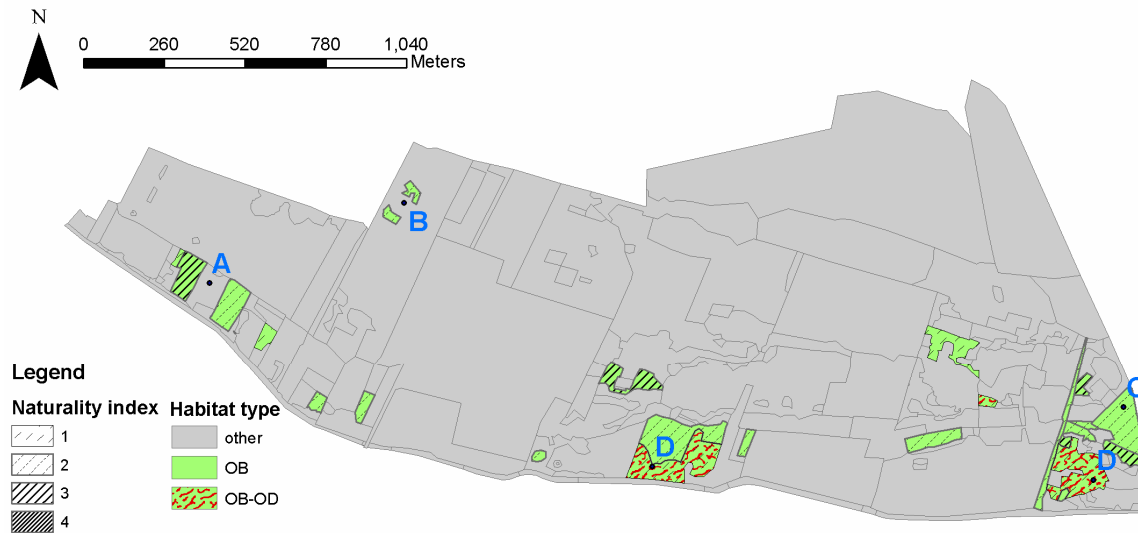 N
0 260 520 780 1,040
Meters
B
A
C
D
D
Legend
Naturality index
1
2
3
4
Habitat type
other
OB
OB-OD